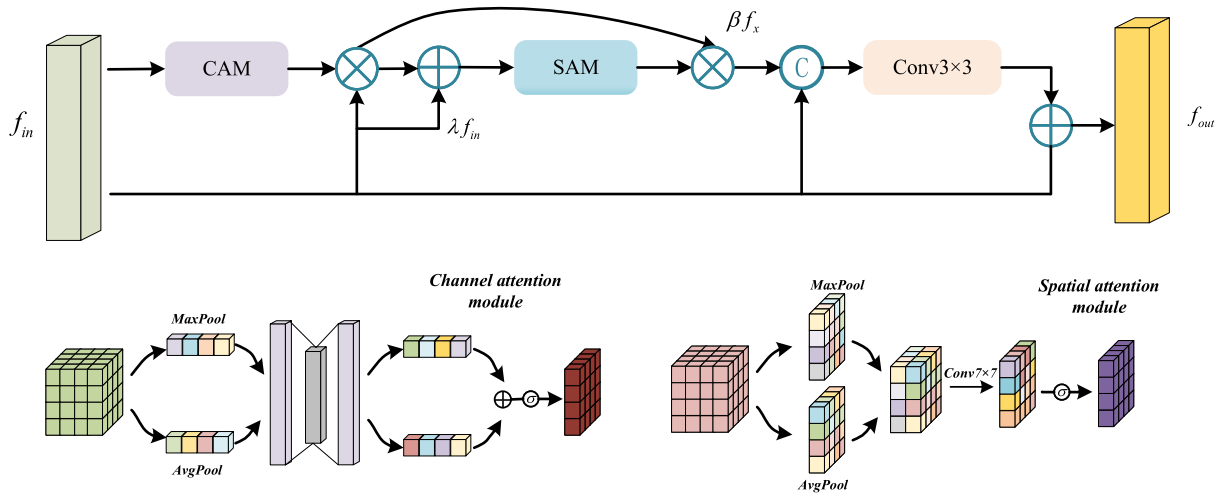 f_in
CAM
λf_in
SAM
βf_x
C
Conv3×3
f_out
Channel attention
module
MaxPool
AvgPool
σ
Spatial attention
module
MaxPool
AvgPool
Conv7×7
σ